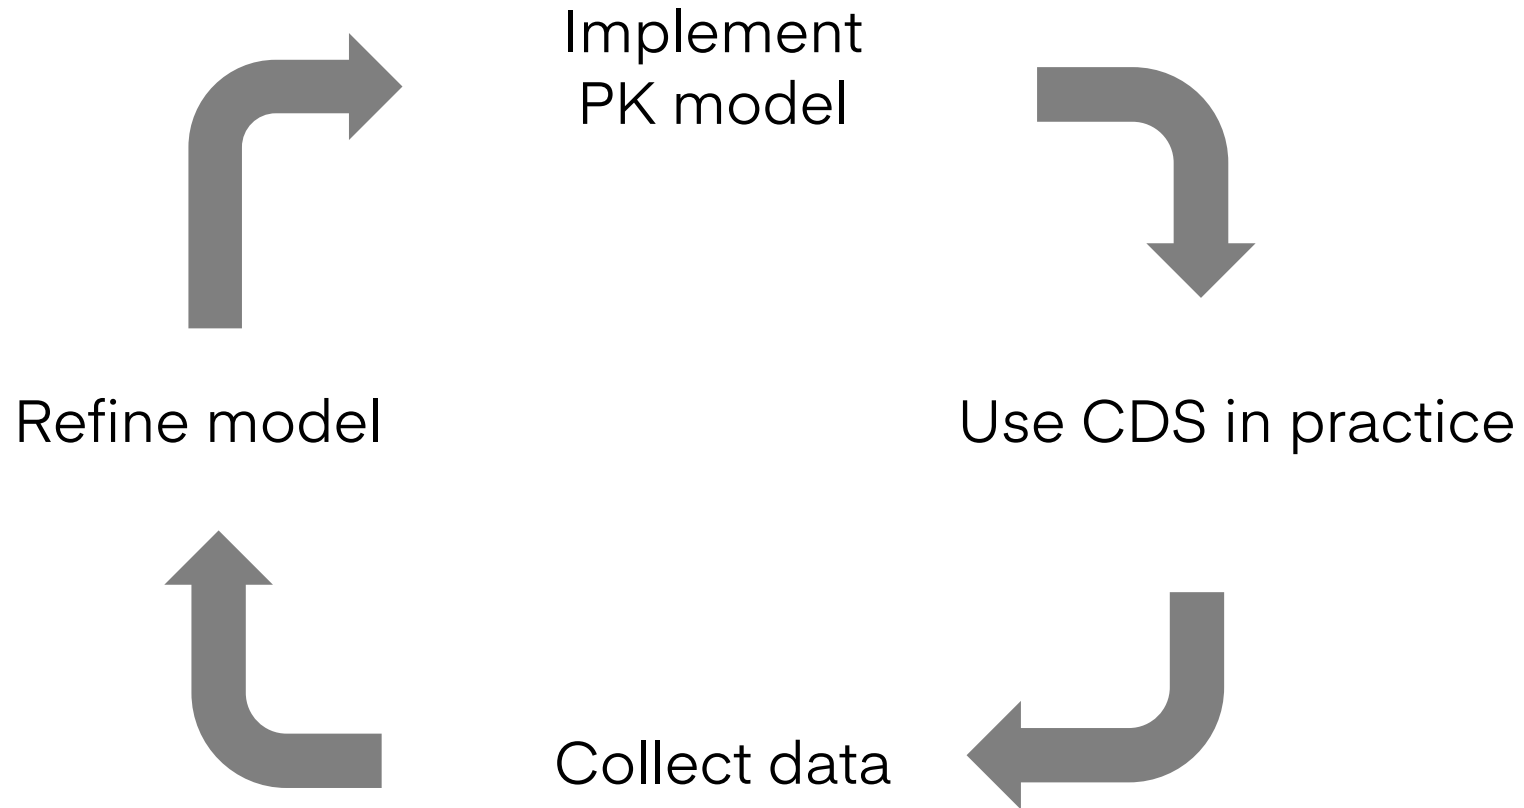 Implement
PK model
Refine model
Use CDS in practice
Collect data